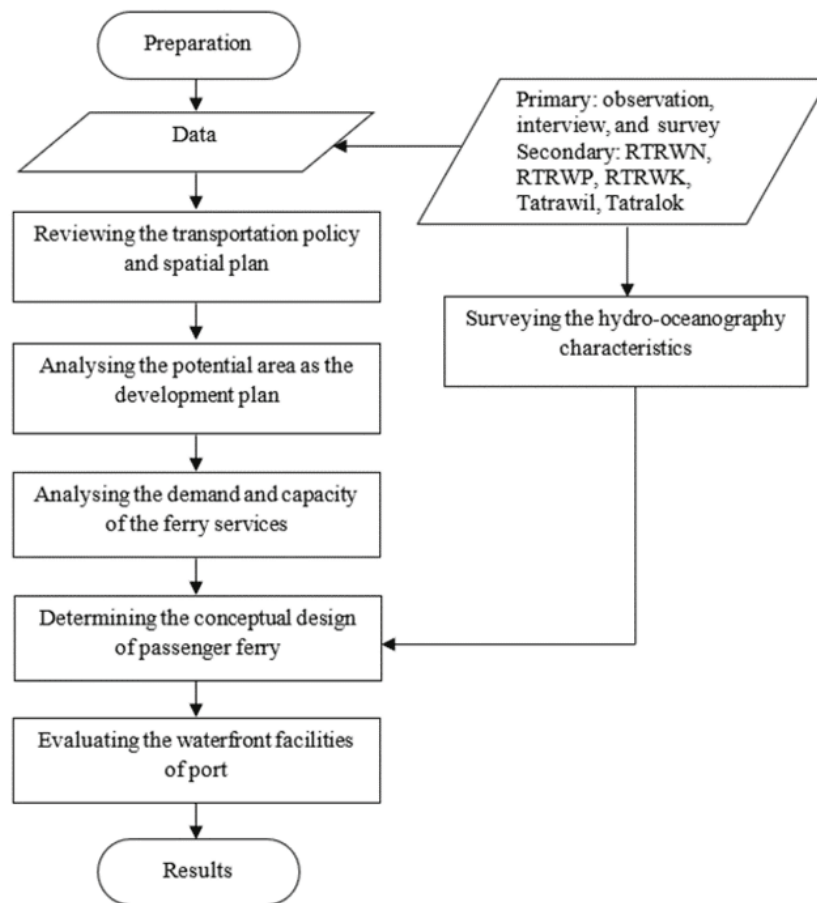 Preparation
Data
Primary: observation,
interview, and survey
Secondary: RTRWN,
RTRWP, RTRWK,
Tatrawil, Tatralok
Reviewing the transportation policy
and spatial plan
Surveying the hydro-oceanography
characteristics
Analysing the potential area as the
development plan
Analysing the demand and capacity
of the ferry services
Determining the conceptual design
of passenger ferry
Evaluating the waterfront facilities
of port
Results